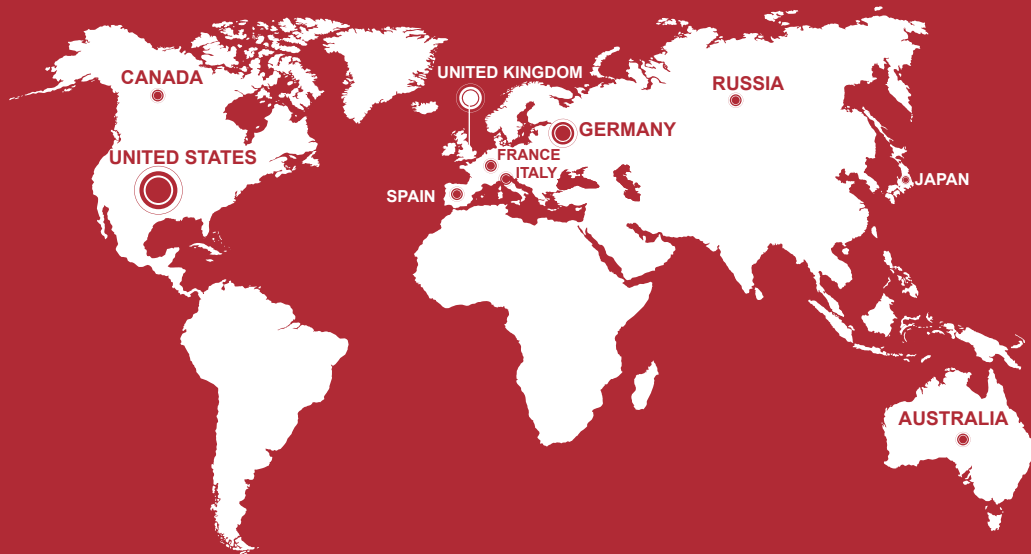 UNITED KINGDOM
CANADA
RUSSIA
GERMANY
UNITED STATES
FRANCE
ITALY
JAPAN
SPAIN
AUSTRALIA